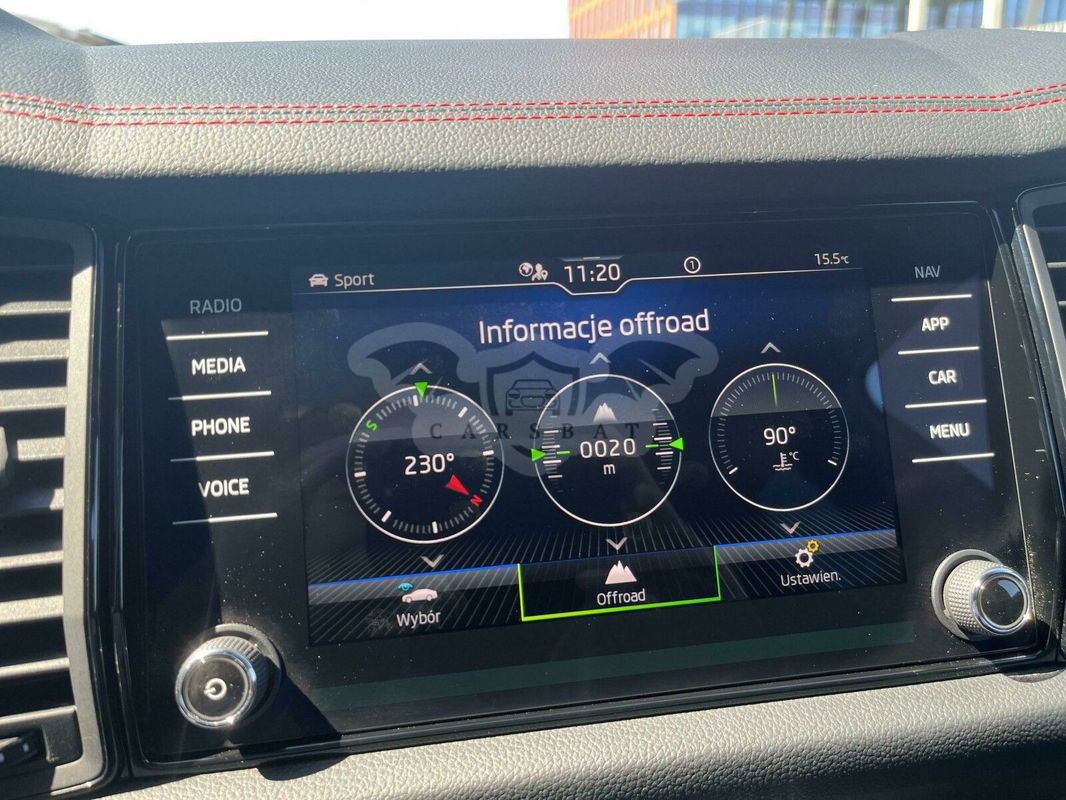 Sport
11:20
1
15.5°C
RADIO
MEDIA
PHONE
VOICE
NAV
APP
CAR
MENU
Informacje offroad
CARSBAT
S
230°
N
0020
m
90°
°C
Wybór
Offroad
Ustawien.